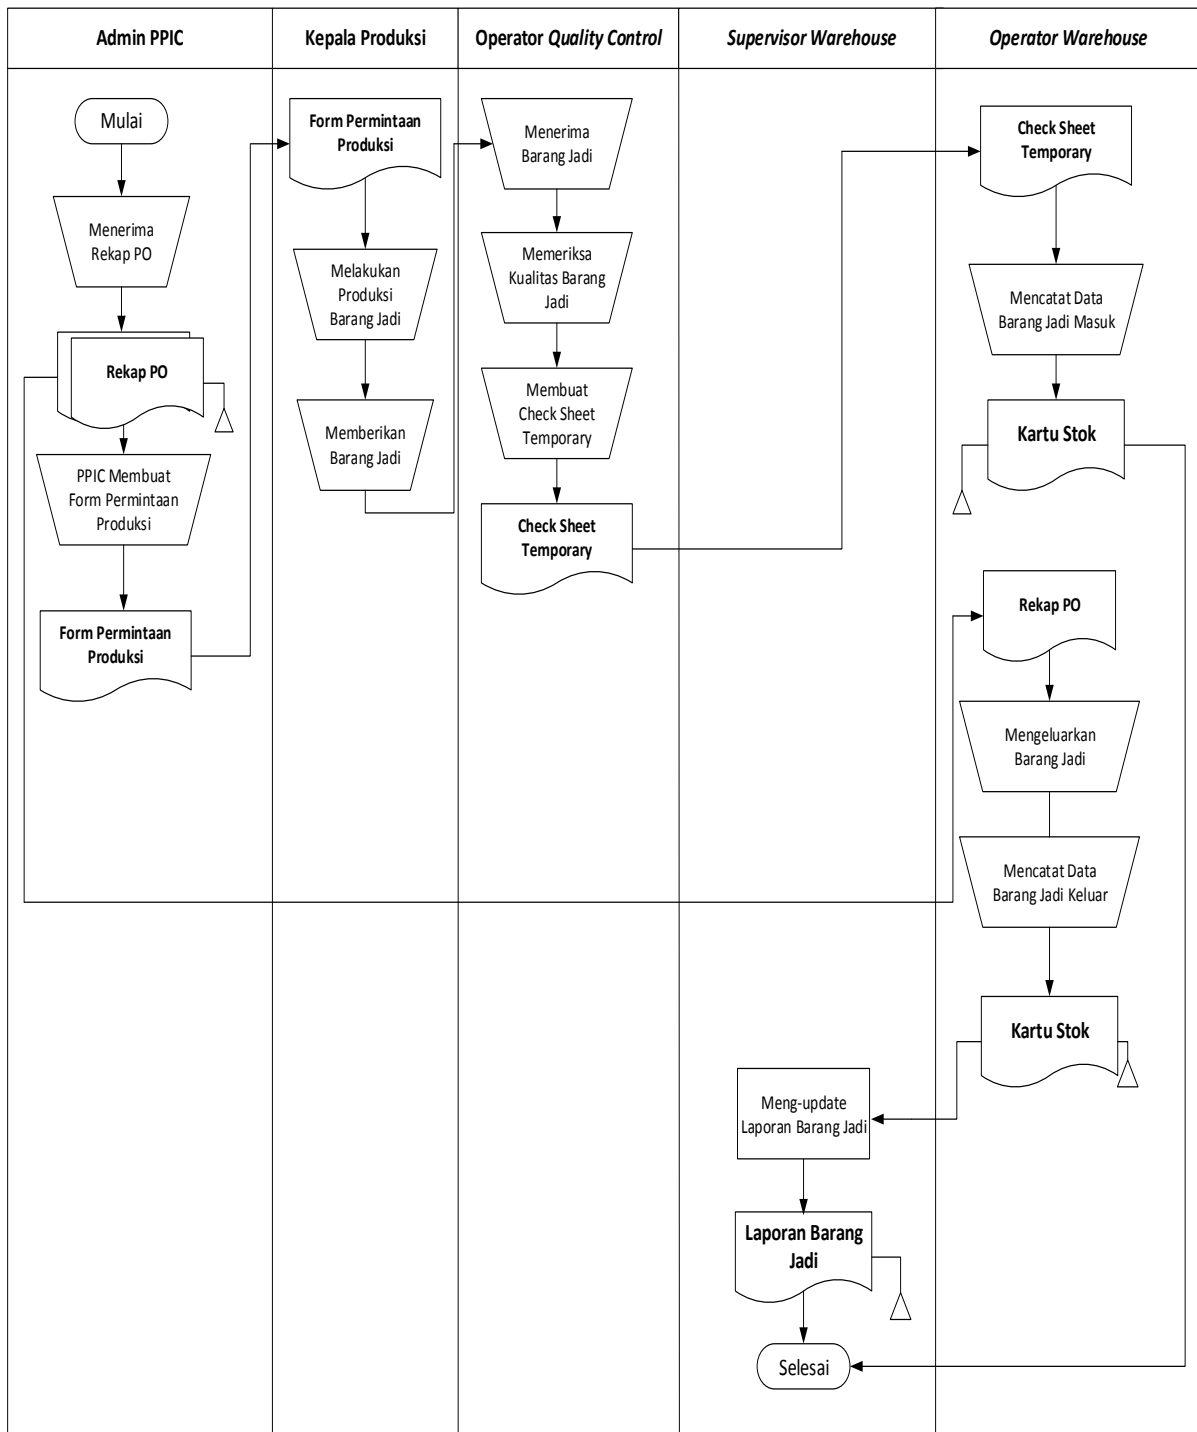 Admin PPIC
Kepala Produksi
Operator Quality Control
Supervisor Warehouse
Operator Warehouse
Mulai
Menerima
Rekap PO
Rekap PO
PPIC Membuat
Form Permintaan
Produksi
Form Permintaan
Produksi
Form Permintaan
Produksi
Melakukan
Produksi
Barang Jadi
Memberikan
Barang Jadi
Menerima
Barang Jadi
Memeriksa
Kualitas Barang
Jadi
Membuat
Check Sheet
Temporary
Check Sheet
Temporary
Check Sheet
Temporary
Mencatat Data
Barang Jadi Masuk
Kartu Stok
Rekap PO
Mengeluarkan
Barang Jadi
Mencatat Data
Barang Jadi Keluar
Kartu Stok
Meng-update
Laporan Barang Jadi
Laporan Barang
Jadi
Selesai